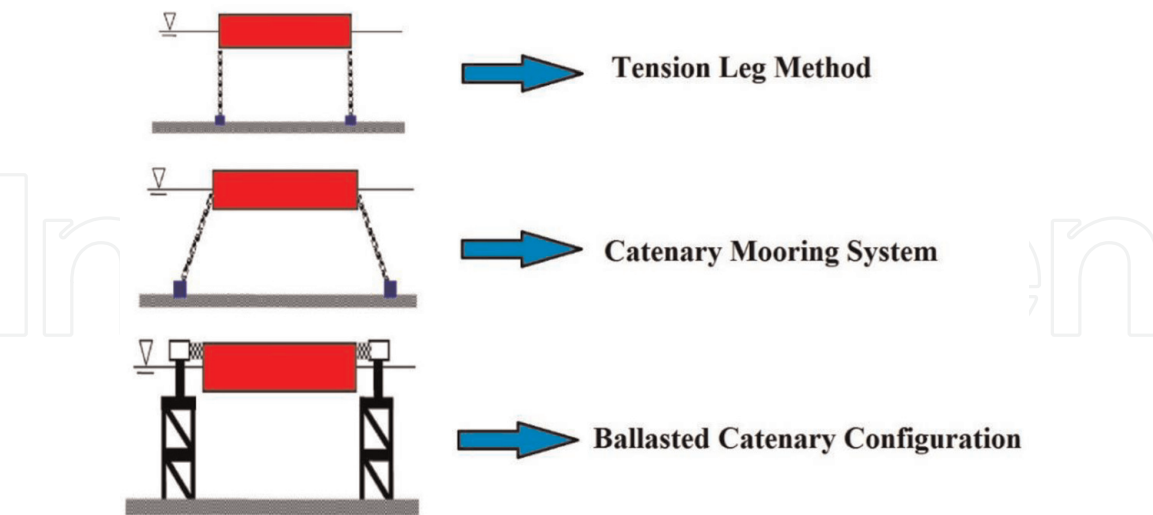 Tension Leg Method
Catenary Mooring System
Ballasted Catenary Configuration